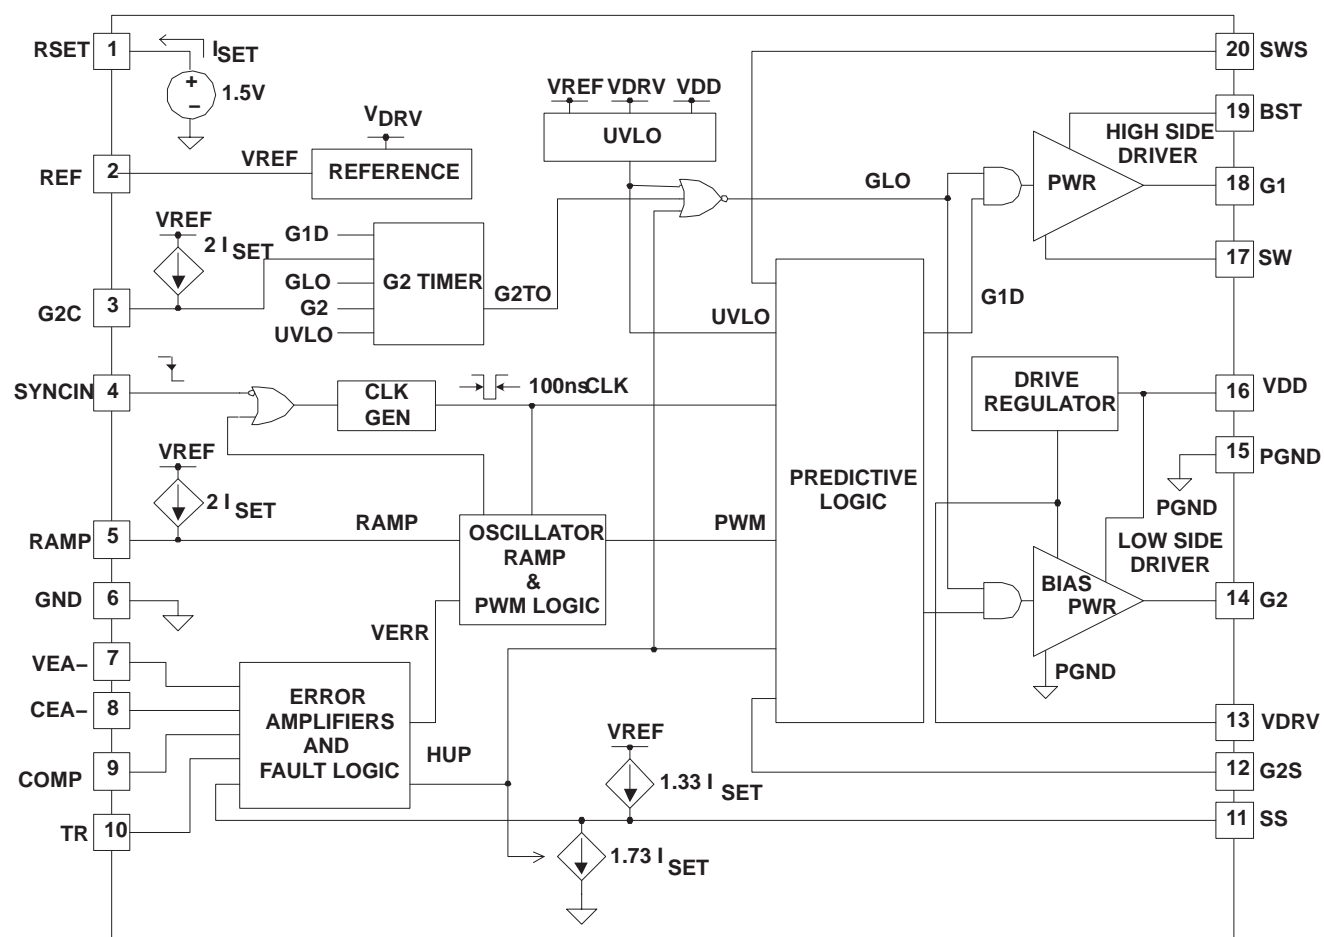 RSET 1
I SET
+
−
1.5V
REF 2
VREF
VDRV
REFERENCE
VREF VDRV VDD
UVLO
VREF
2 I SET
G2C 3
G1D
GLO
G2
UVLO
G2 TIMER
G2TO
SYNCIN 4
CLK
GEN
100ns CLK
VREF
2 I SET
RAMP 5
RAMP
OSCILLATOR
RAMP
&
PWM LOGIC
GND 6
VERR
VEA− 7
CEA− 8
COMP 9
TR 10
ERROR
AMPLIFIERS
AND
FAULT LOGIC
HUP
VREF
1.33 I SET
1.73 I SET
GLO
UVLO
PWM
PREDICTIVE
LOGIC
G1D
HIGH SIDE
DRIVER
PWR
DRIVE
REGULATOR
PGND
LOW SIDE
DRIVER
BIAS
PWR
PGND
20 SWS
19 BST
18 G1
17 SW
16 VDD
15 PGND
14 G2
13 VDRV
12 G2S
11 SS